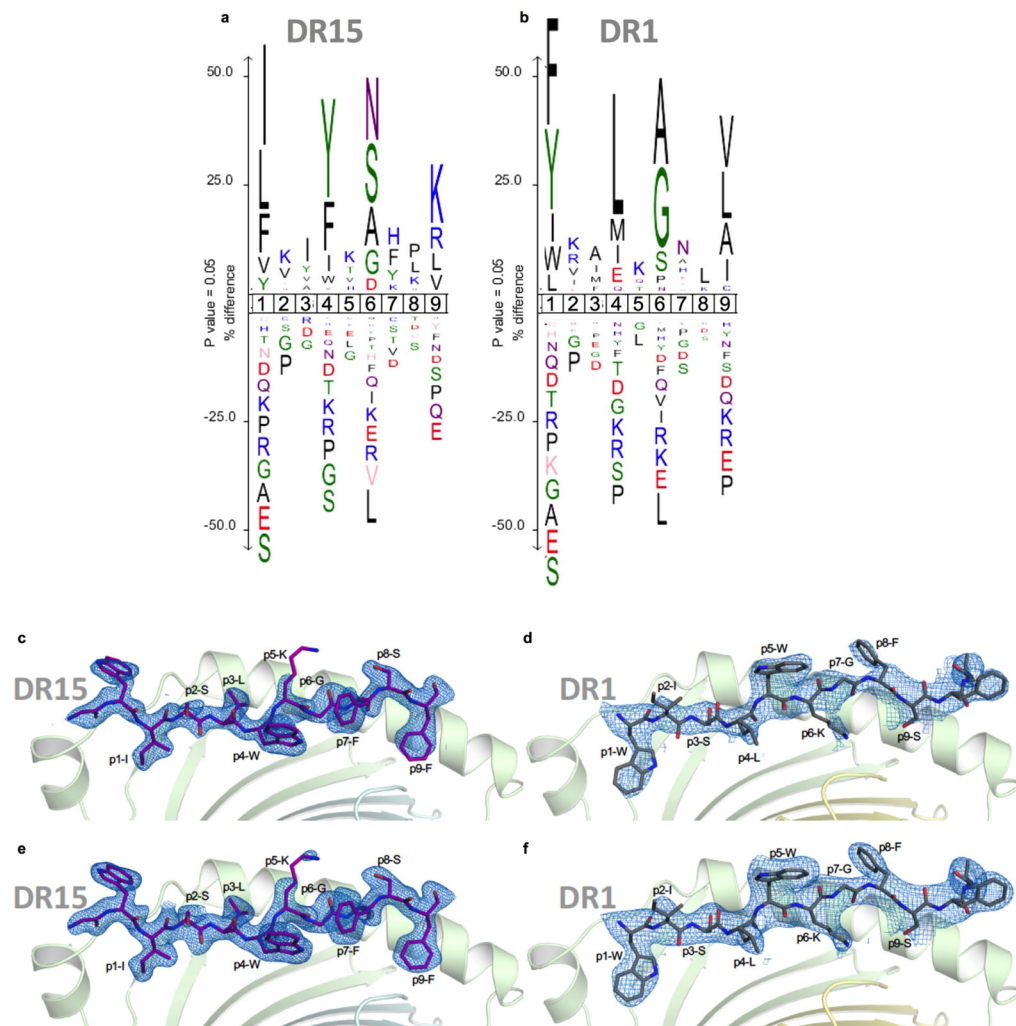 a DR15 b DR1
50.0 50.0
25.0 25.0
P value = 0.05
% difference
P value = 0.05
% difference
1 2 3 4 5 6 7 8 9
1 2 3 4 5 6 7 8 9
-25.0 -25.0
-50.0 -50.0
I L F V Y
K V
I Y V A
Y F I W
K T V H
N S A G D
H F Y K
P L K
K R L V
H T N D Q K P R G A E S
S G P
R D G
E Q N D T K R P G S
E L G
P T H F Q I K E R V L
C S T V D
T D G S
Y F N D S P Q E
F Y I W L
K R V I
A I M F
L M I E Q
K Q T
A G S P N
N A H
L K
V L A I C
H N Q D T R P K G A E S
G P
P E G D
N H Y F T D G K R S P
G L
H Y D F Q V I R K E L
P G D S
H Y N F S D Q K R E P
c
DR15
p1-I
p2-S
p3-L
p4-W
p5-K
p6-G
p7-F
p8-S
p9-F
d
DR1
p1-W
p2-I
p3-S
p4-L
p5-W
p6-K
p7-G
p8-F
p9-S
e
DR15
p1-I
p2-S
p3-L
p4-W
p5-K
p6-G
p7-F
p8-S
p9-F
f
DR1
p1-W
p2-I
p3-S
p4-L
p5-W
p6-K
p7-G
p8-F
p9-S